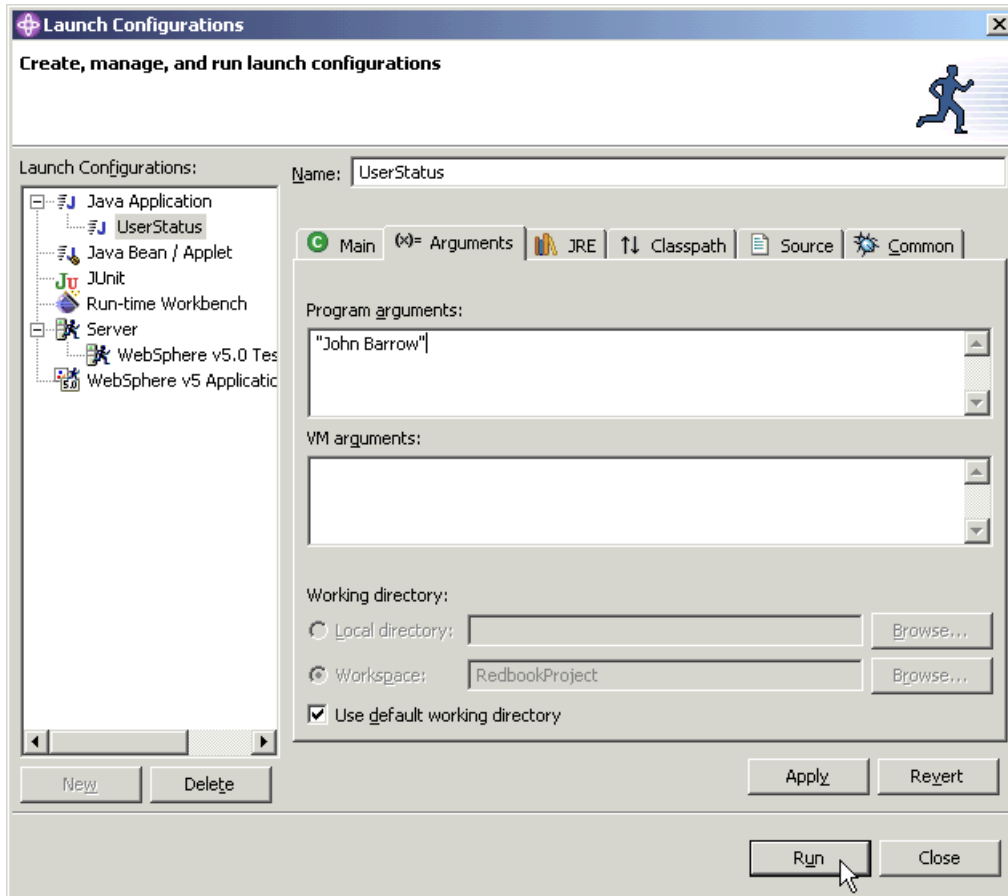 Launch Configurations
Create, manage, and run launch configurations
Launch Configurations:
Java Application
UserStatus
Java Bean / Applet
JUnit
Run-time Workbench
Server
WebSphere v5.0 Tes
WebSphere v5 Applicatic
New
Delete
Name: UserStatus
Main (x)= Arguments JRE Classpath Source Common
Program arguments:
"John Barrow"
VM arguments:
Working directory:
Local directory: Browse...
Workspace: RedbookProject Browse...
Use default working directory
Apply Revert
Run Close